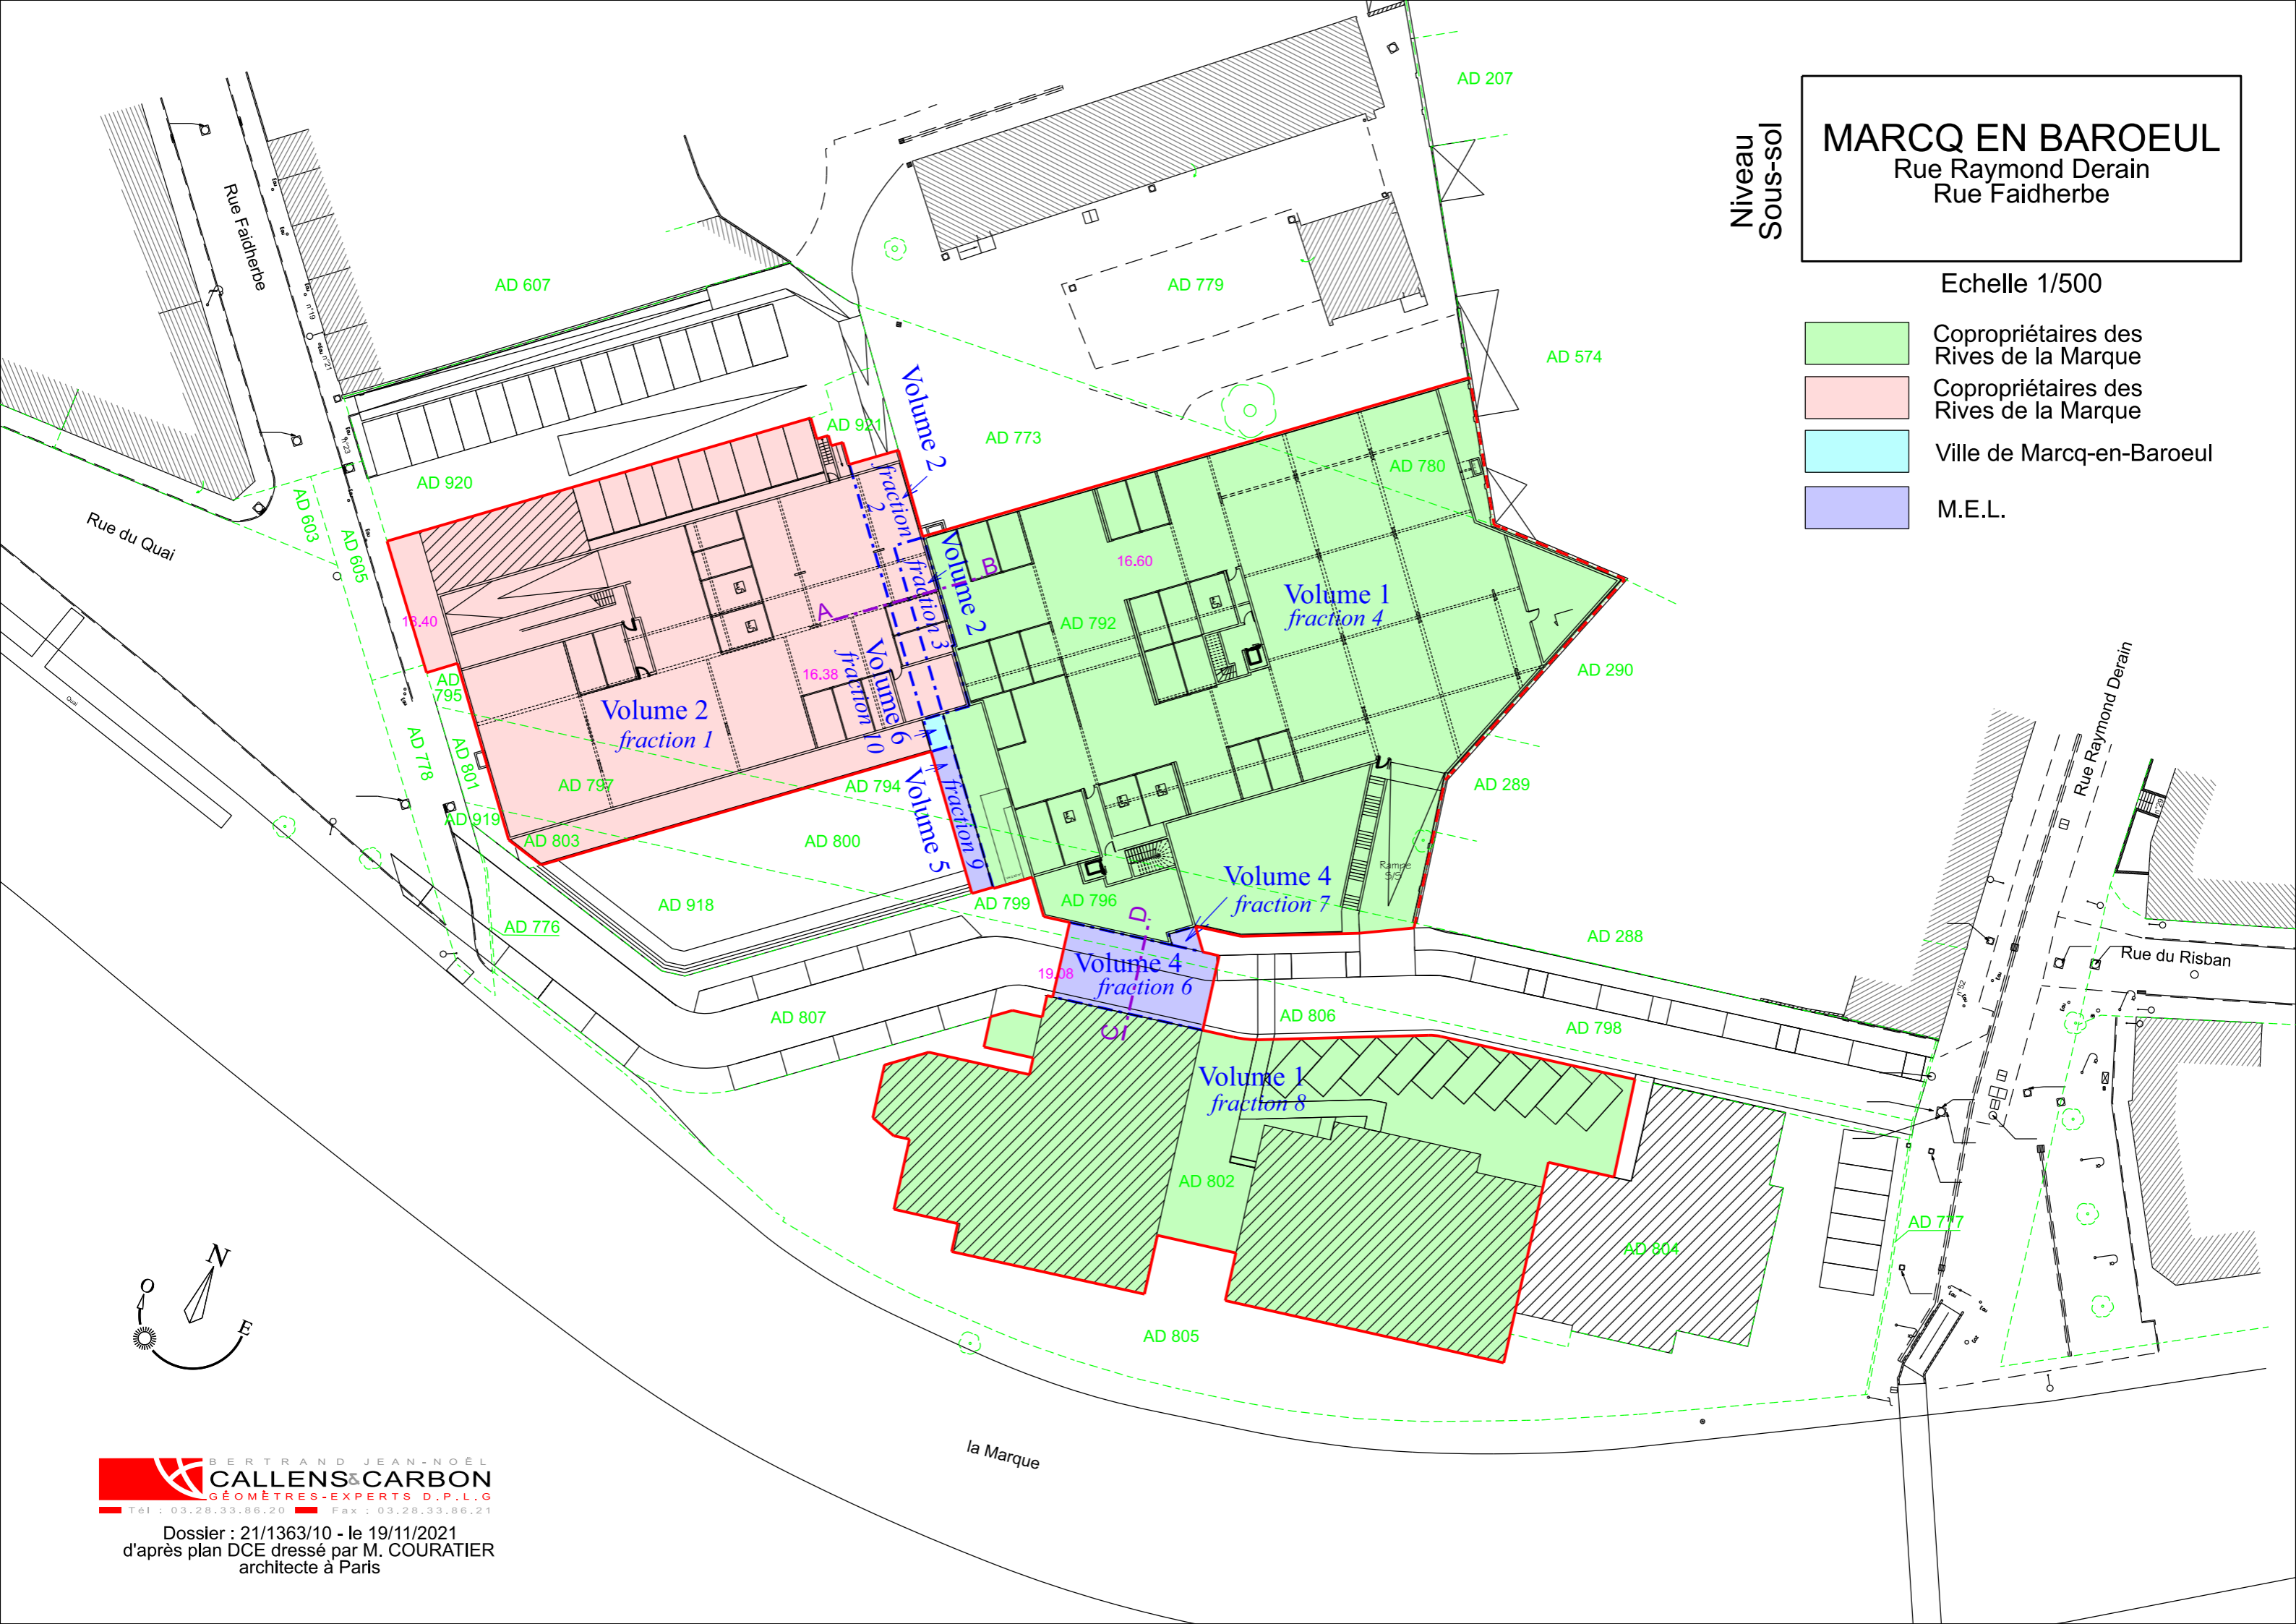 Niveau
Sous-sol
MARCQ EN BAROEUL
Rue Raymond Derain
Rue Faidherbe
Echelle 1/500
Copropriétaires des
Rives de la Marque
Copropriétaires des
Rives de la Marque
Ville de Marcq-en-Baroeul
M.E.L.
AD 207
Rue Faidherbe
AD 607
AD 779
n°19
n°21
n°23
AD 574
AD 921
AD 773
Volume 2
fraction
2
AD 780
AD 920
AD 603
AD 605
Rue du Quai
Quai
Volume 2
fraction 3
A
B
16.60
AD 792
Volume 1
fraction 4
18.40
16.38
AD 290
AD
795
Volume 2
fraction 1
Volume 6
fraction 10
AD 778
AD 801
AD 797
AD 794
Volume 5
fraction 9
AD 289
AD 919
AD 803
AD 800
Rampe
S/S
Volume 4
fraction 7
AD 918
AD 799
AD 796
D
AD 776
AD 288
19.08
Volume 4
fraction 6
C
AD 807
AD 806
AD 798
Rue Raymond Derain
n°29
n°52
Rue du Risban
Volume 1
fraction 8
AD 802
AD 777
AD 804
AD 805
la Marque
N
O
E
BERTRAND JEAN-NOËL
CALLENS & CARBON
GÉOMÈTRES-EXPERTS D.P.L.G
Tél : 03.28.33.86.20 Fax : 03.28.33.86.21
Dossier : 21/1363/10 - le 19/11/2021
d'après plan DCE dressé par M. COURATIER
architecte à Paris